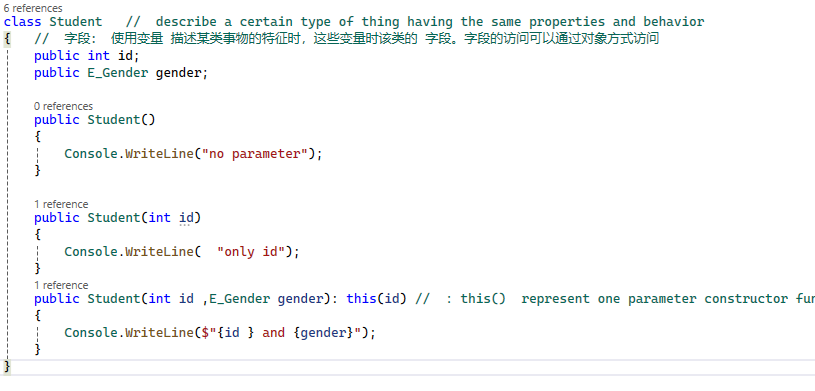 6 references
class Student   //  describe a certain type of thing having the same properties and behavior
{   //  字段:  使用变量 描述某类事物的特征时，这些变量时该类的 字段。字段的访问可以通过对象方式访问
    public int id;
    public E_Gender gender;
    0 references
    public Student()
    {
        Console.WriteLine("no parameter");
    }
    1 reference
    public Student(int id)
    {
        Console.WriteLine(  "only id");
    }
    1 reference
    public Student(int id ,E_Gender gender): this(id) //  : this()  represent one parameter constructor fun
    {
        Console.WriteLine($"{id } and {gender}");
    }
}